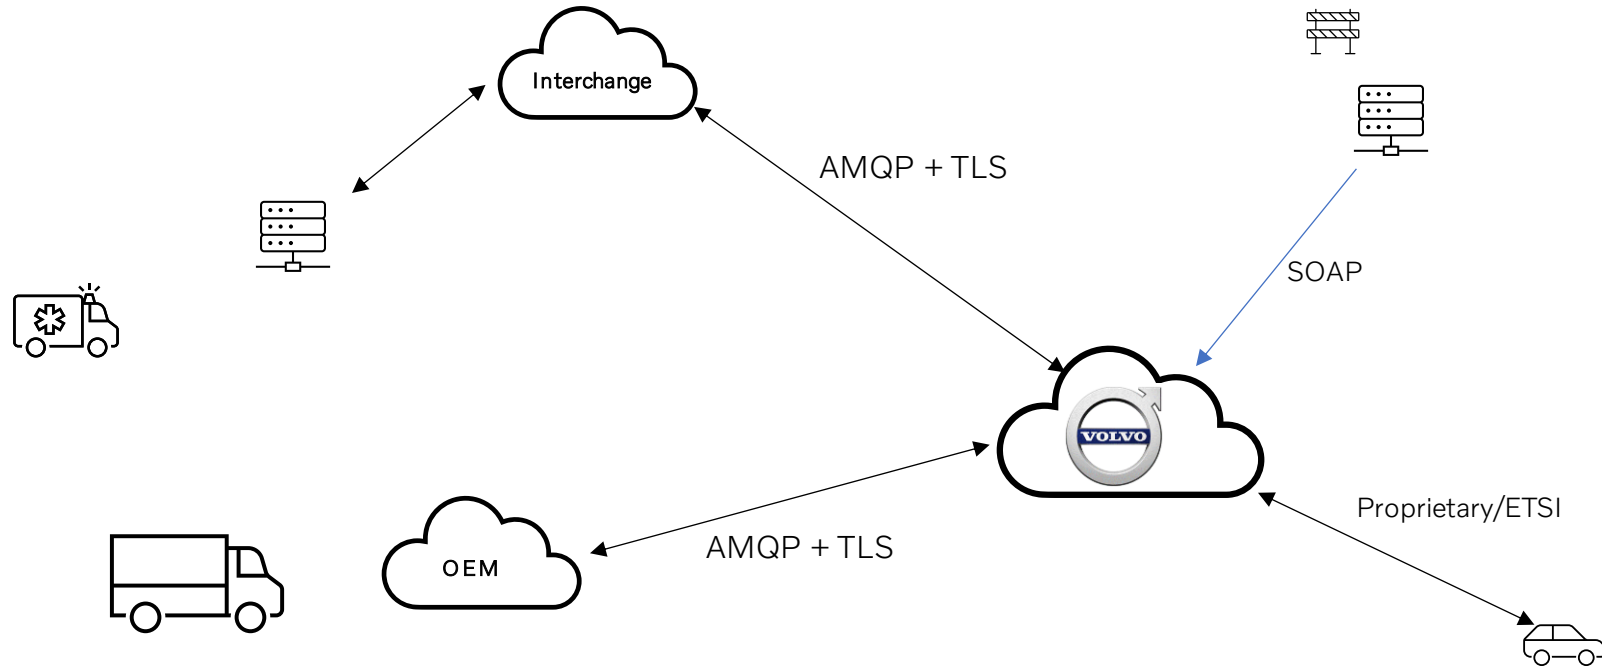 Interchange
AMQP + TLS
SOAP
VOLVO
Proprietary/ETSI
AMQP + TLS
OEM